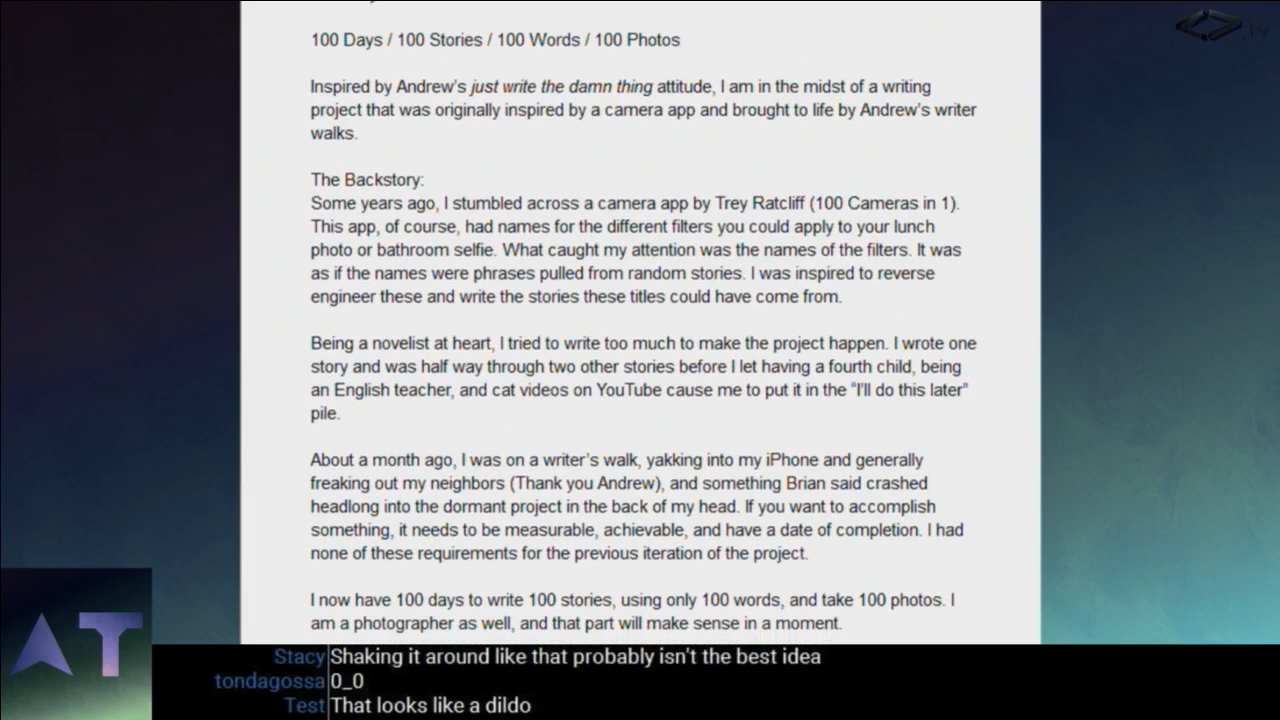 100 Days / 100 Stories / 100 Words / 100 Photos
Inspired by Andrew's just write the damn thing attitude, I am in the midst of a writing
project that was originally inspired by a camera app and brought to life by Andrew's writer
walks.
The Backstory:
Some years ago, I stumbled across a camera app by Trey Ratcliff (100 Cameras in 1).
This app, of course, had names for the different filters you could apply to your lunch
photo or bathroom selfie. What caught my attention was the names of the filters. It was
as if the names were phrases pulled from random stories. I was inspired to reverse
engineer these and write the stories these titles could have come from.
Being a novelist at heart, I tried to write too much to make the project happen. I wrote one
story and was half way through two other stories before I let having a fourth child, being
an English teacher, and cat videos on YouTube cause me to put it in the “I'll do this later”
pile.
About a month ago, I was on a writer's walk, yakking into my iPhone and generally
freaking out my neighbors (Thank you Andrew), and something Brian said crashed
headlong into the dormant project in the back of my head. If you want to accomplish
something, it needs to be measurable, achievable, and have a date of completion. I had
none of these requirements for the previous iteration of the project.
I now have 100 days to write 100 stories, using only 100 words, and take 100 photos. I
am a photographer as well, and that part will make sense in a moment.
AT
Stacy Shaking it around like that probably isn't the best idea
tondagossa 0_0
Test That looks like a dildo